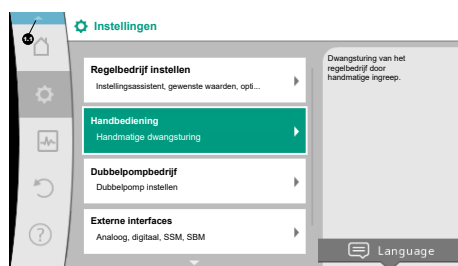 Instellingen
1.1
Regelbedrijf instellen
Instellingsassistent, gewenste waarden, opti...
Handbediening
Handmatige dwangsturing
Dubbelpompbedrijf
Dubbelpomp instellen
Externe interfaces
Analoog, digitaal, SSM, SBM
Dwangsturing van het
regelbedrijf door
handmatige ingreep.
?
Language